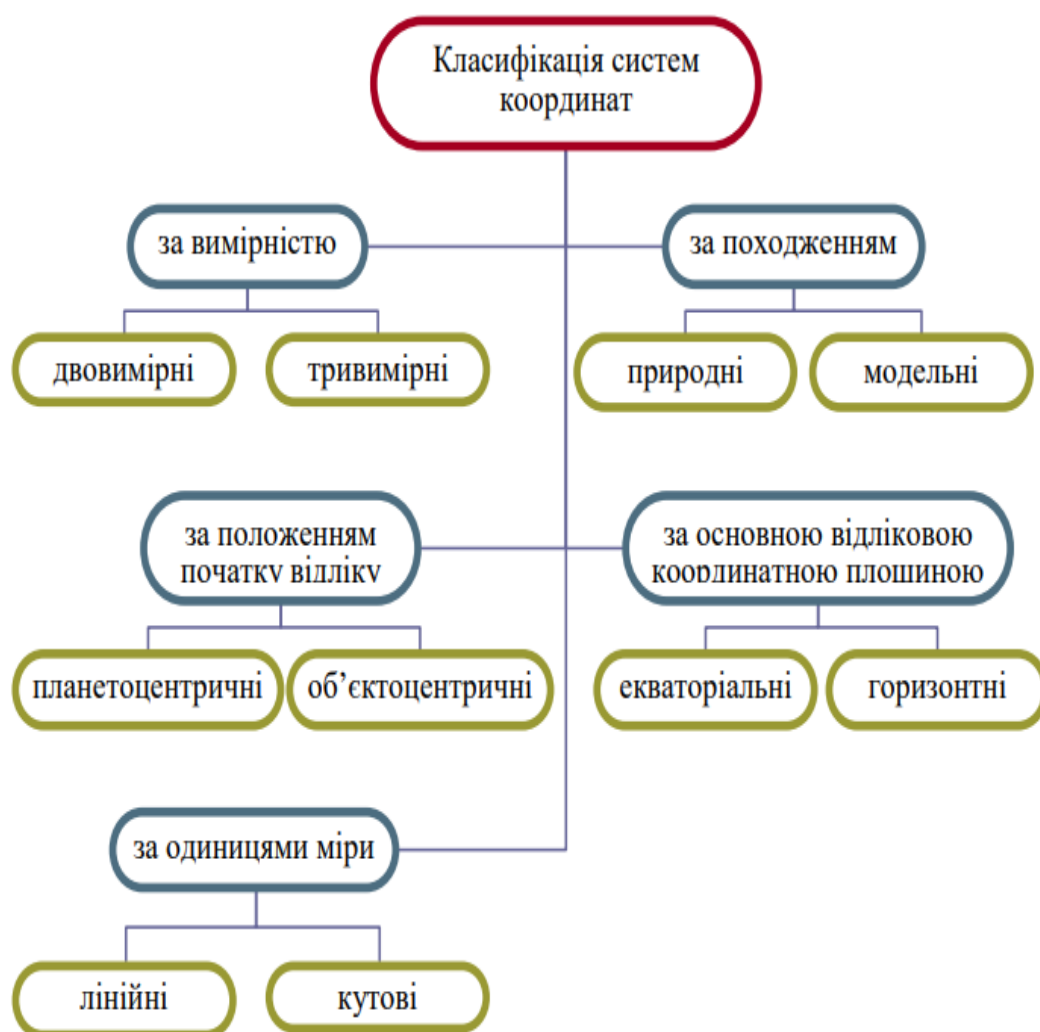 Класифікація систем
координат
за вимірністю
за походженням
двовимірні
тривимірні
природні
модельні
за положенням
початку відліку
за основною відліковою
координатною площиною
планетоцентричні
об’єктоцентричні
екваторіальні
горизонтні
за одиницями міри
лінійні
кутові